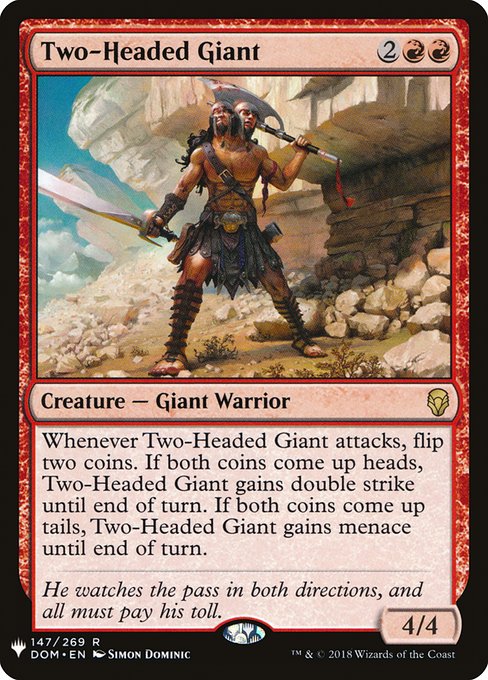 Two-Headed Giant 2
Creature — Giant Warrior
Whenever Two-Headed Giant attacks, flip
two coins. If both coins come up heads,
Two-Headed Giant gains double strike
until end of turn. If both coins come up
tails, Two-Headed Giant gains menace
until end of turn.
He watches the pass in both directions, and
all must pay his toll.
4/4
147/269 R
DOM • EN Simon Dominic
™ & © 2018 Wizards of the Coast